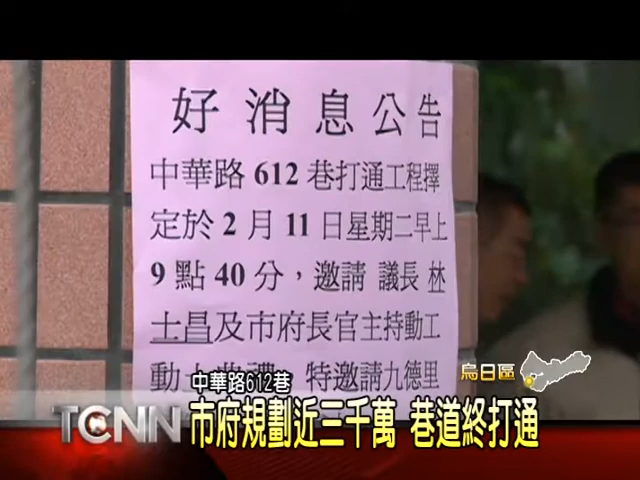 好消息公告
中華路612巷打通工程擇
定於2月11日星期二早上
9點40分，邀請 議長 林
士昌及市府長官主持動工
動土 特邀請九德里
烏日區
中華路612巷
TCNN 市府規劃近三千萬 巷道終打通